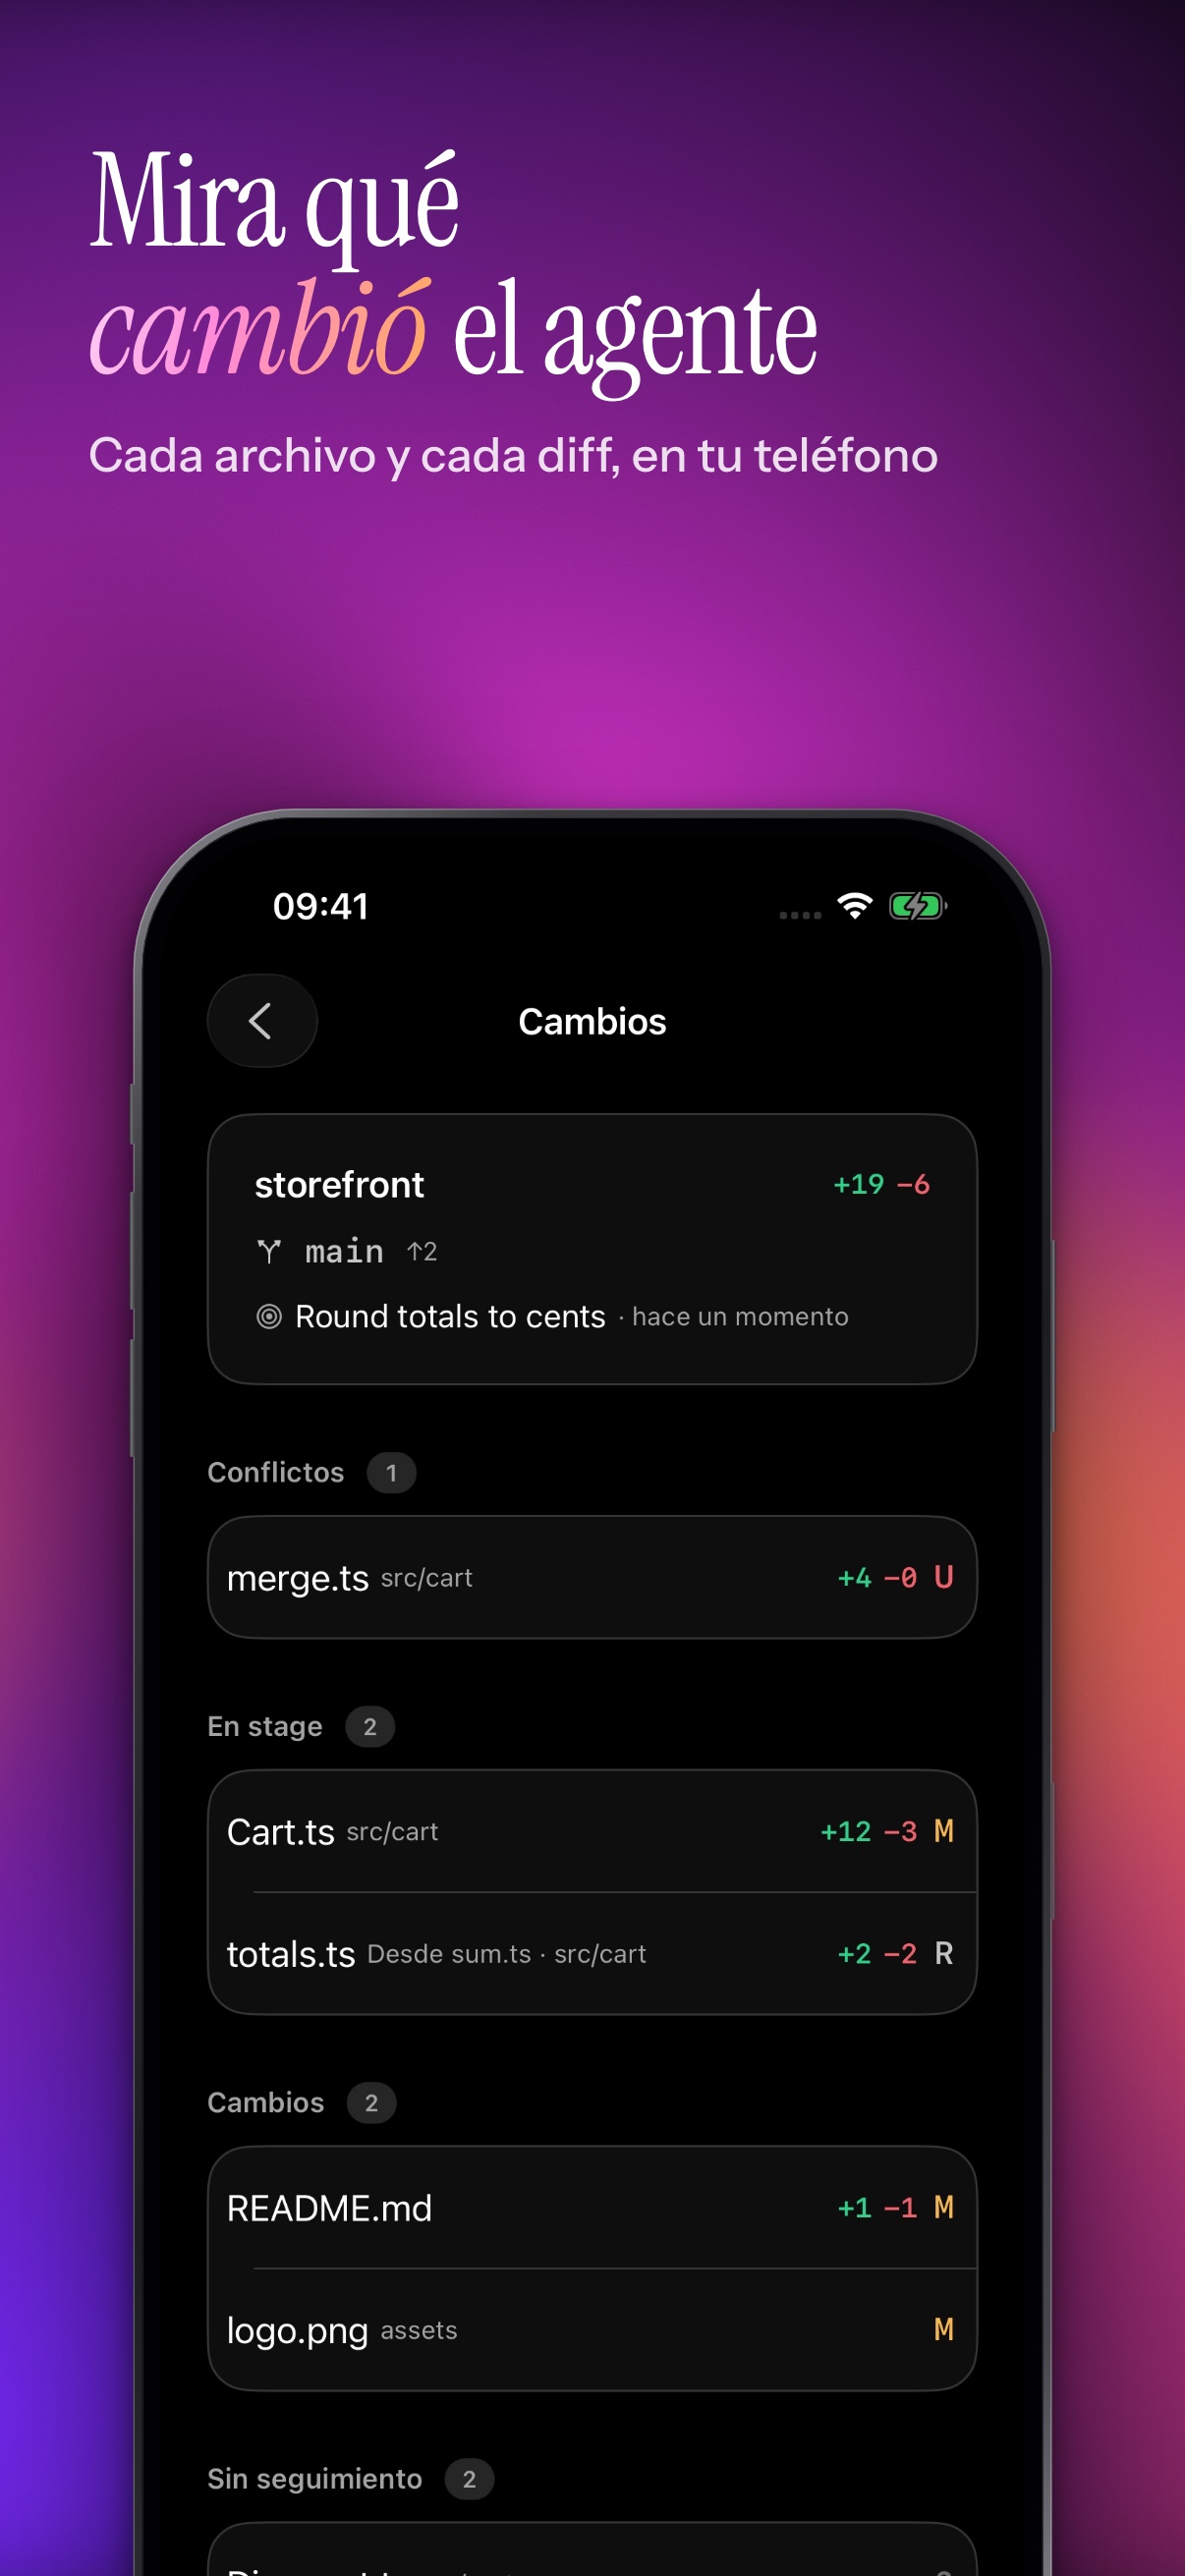 Mira qué
cambió el agente
Cada archivo y cada diff, en tu teléfono
09:41
Cambios
storefront +19 −6
main ↑2
Round totals to cents · hace un momento
Conflictos 1
merge.ts src/cart +4 −0 U
En stage 2
Cart.ts src/cart +12 −3 M
totals.ts Desde sum.ts · src/cart +2 −2 R
Cambios 2
README.md +1 −1 M
logo.png assets M
Sin seguimiento 2